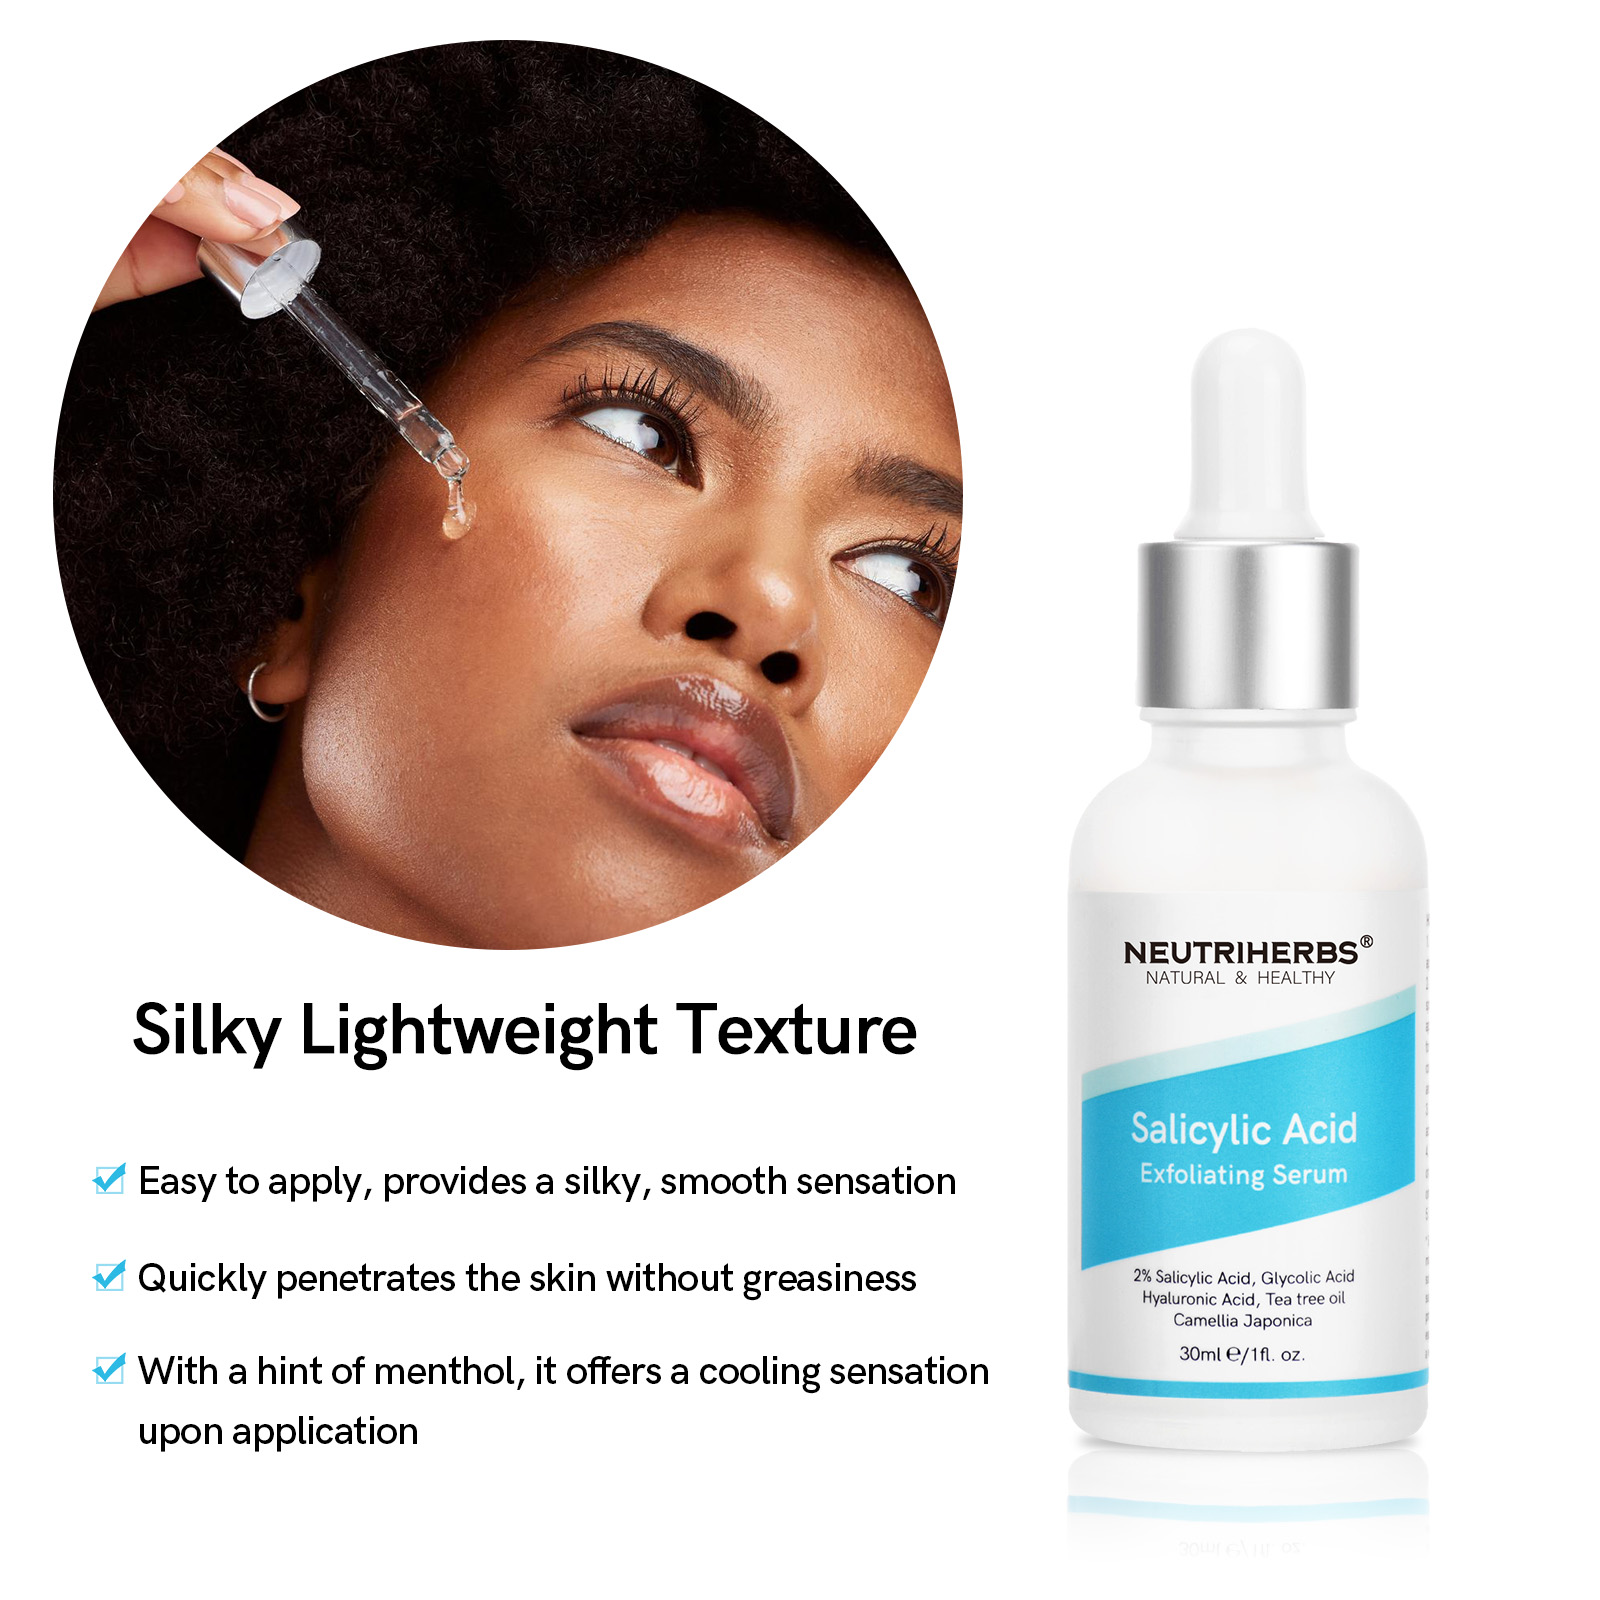 Silky Lightweight Texture
Easy to apply, provides a silky, smooth sensation
Quickly penetrates the skin without greasiness
With a hint of menthol, it offers a cooling sensation
upon application
NEUTRIHERBS®
NATURAL & HEALTHY
Salicylic Acid
Exfoliating Serum
2% Salicylic Acid, Glycolic Acid
Hyaluronic Acid, Tea tree oil
Camellia Japonica
30ml ℮/1fl. oz.